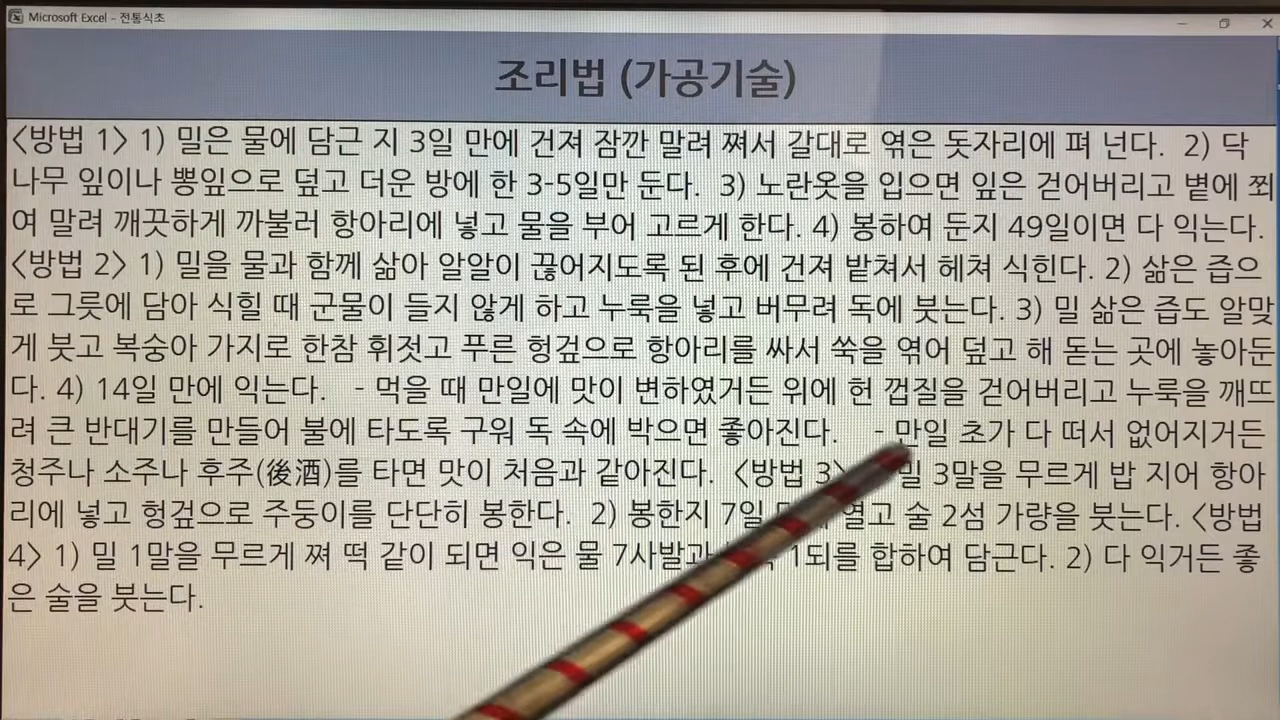 Microsoft Excel - 전통식초
조리법 (가공기술)
〈방법 1〉 1) 밀은 물에 담근 지 3일 만에 건져 잠깐 말려 쪄서 갈대로 엮은 돗자리에 펴 넌다. 2) 닥
나무 잎이나 뽕잎으로 덮고 더운 방에 한 3-5일만 둔다. 3) 노란옷을 입으면 잎은 걷어버리고 볕에 쬐
여 말려 깨끗하게 까불러 항아리에 넣고 물을 부어 고르게 한다. 4) 봉하여 둔지 49일이면 다 익는다.
〈방법 2〉 1) 밀을 물과 함께 삶아 알알이 끊어지도록 된 후에 건져 밭쳐서 헤쳐 식힌다. 2) 삶은 즙으
로 그릇에 담아 식힐 때 군물이 들지 않게 하고 누룩을 넣고 버무려 독에 붓는다. 3) 밀 삶은 즙도 알맞
게 붓고 복숭아 가지로 한참 휘젓고 푸른 헝겊으로 항아리를 싸서 쑥을 엮어 덮고 해 돋는 곳에 놓아둔
다. 4) 14일 만에 익는다. - 먹을 때 만일에 맛이 변하였거든 위에 헌 껍질을 걷어버리고 누룩을 깨뜨
려 큰 반대기를 만들어 불에 타도록 구워 독 속에 박으면 좋아진다. - 만일 초가 다 떠서 없어지거든
청주나 소주나 후주(後酒)를 타면 맛이 처음과 같아진다. 〈방법 3〉 밀 3말을 무르게 밥 지어 항아
리에 넣고 헝겊으로 주둥이를 단단히 봉한다. 2) 봉한지 7일 열고 술 2섬 가량을 붓는다. 〈방법
4〉 1) 밀 1말을 무르게 쪄 떡 같이 되면 익은 물 7사발과 1되를 합하여 담근다. 2) 다 익거든 좋
은 술을 붓는다.